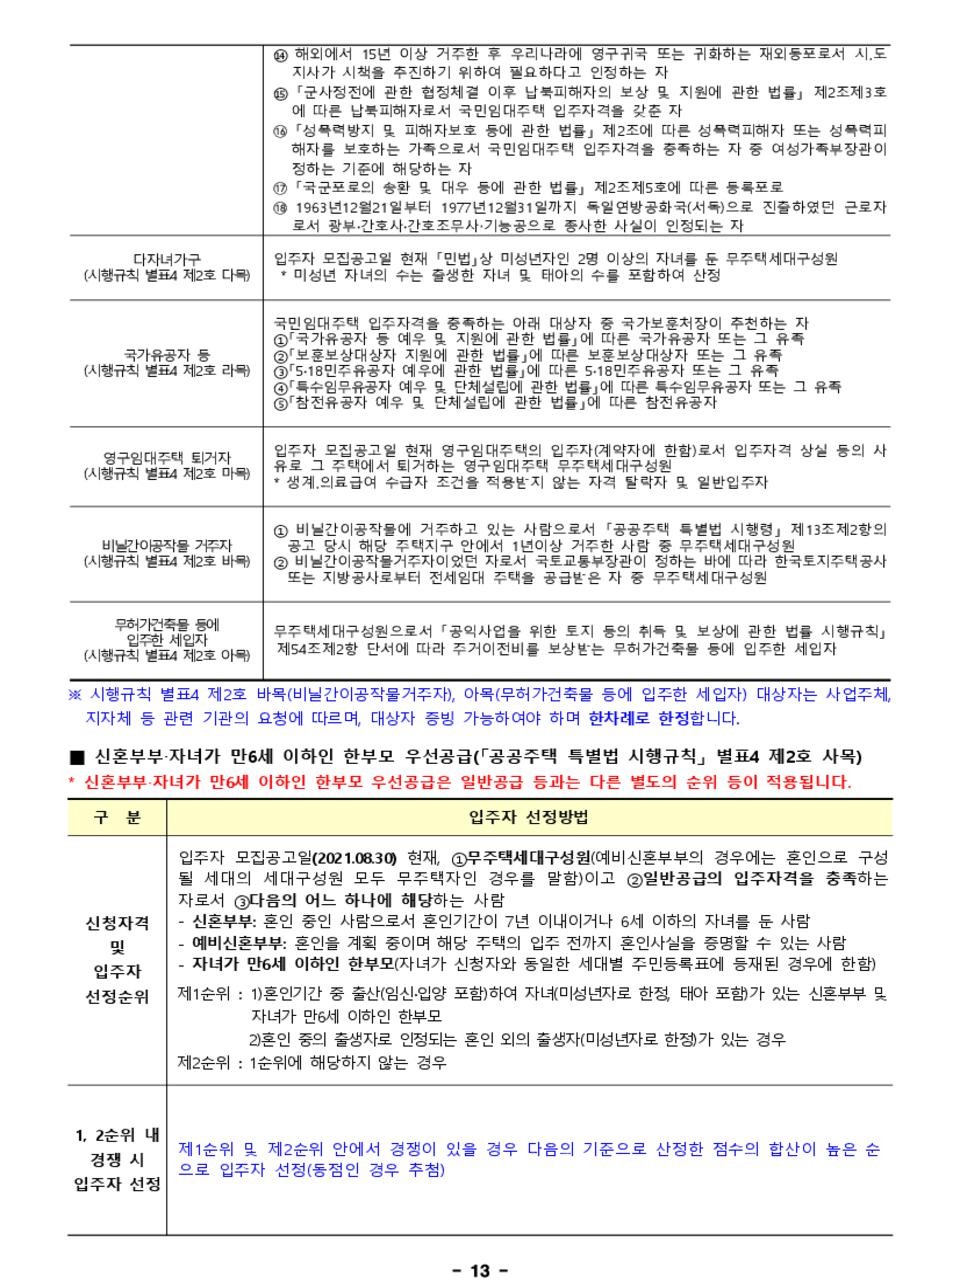 ⑭ 해외에서 15년 이상 거주한 후 우리나라에 영구귀국 또는 귀화하는 재외동포로서 시.도
지사가 시책을 추진하기 위하여 필요하다고 인정하는 자
⑮ 「군사정전에 관한 협정체결 이후 납북피해자의 보상 및 지원에 관한 법률」 제2조제3호
에 따른 납북피해자로서 국민임대주택 입주자격을 갖춘 자
⑯ 「성폭력방지 및 피해자보호 등에 관한 법률」제2조에 따른 성폭력피해자 또는 성폭력피
해자를 보호하는 가족으로서 국민임대주택 입주자격을 충족하는 자 중 여성가족부장관이
정하는 기준에 해당하는 자
⑰ 「국군포로의 송환 및 대우 등에 관한 법률」 제2조제5호에 따른 등록포로
⑱ 1963년12월21일부터 1977년12월31일까지 독일연방공화국(서독)으로 진출하였던 근로자
로서 광부·간호사·간호조무사·기능공으로 종사한 사실이 인정되는 자
다자녀가구
(시행규칙 별표4 제2호 다목)
입주자 모집공고일 현재 「민법」상 미성년자인 2명 이상의 자녀를 둔 무주택세대구성원
* 미성년 자녀의 수는 출생한 자녀 및 태아의 수를 포함하여 산정
국가유공자 등
(시행규칙 별표4 제2호 라목)
국민임대주택 입주자격을 충족하는 아래 대상자 중 국가보훈처장이 추천하는 자
①「국가유공자 등 예우 및 지원에 관한 법률」에 따른 국가유공자 또는 그 유족
②「보훈보상대상자 지원에 관한 법률」에 따른 보훈보상대상자 또는 그 유족
③「5·18민주유공자 예우에 관한 법률」에 따른 5·18민주유공자 또는 그 유족
④「특수임무유공자 예우 및 단체설립에 관한 법률」에 따른 특수임무유공자 또는 그 유족
⑤「참전유공자 예우 및 단체설립에 관한 법률」에 따른 참전유공자
영구임대주택 퇴거자
(시행규칙 별표4 제2호 마목)
입주자 모집공고일 현재 영구임대주택의 입주자(계약자에 한함)로서 입주자격 상실 등의 사
유로 그 주택에서 퇴거하는 영구임대주택 무주택세대구성원
* 생계.의료급여 수급자 조건을 적용받지 않는 자격 탈락자 및 일반입주자
비닐간이공작물 거주자
(시행규칙 별표4 제2호 바목)
① 비닐간이공작물에 거주하고 있는 사람으로서 「공공주택 특별법 시행령」 제13조제2항의
공고 당시 해당 주택지구 안에서 1년이상 거주한 사람 중 무주택세대구성원
② 비닐간이공작물거주자이었던 자로서 국토교통부장관이 정하는 바에 따라 한국토지주택공사
또는 지방공사로부터 전세임대 주택을 공급받은 자 중 무주택세대구성원
무허가건축물 등에
입주한 세입자
(시행규칙 별표4 제2호 아목)
무주택세대구성원으로서 「공익사업을 위한 토지 등의 취득 및 보상에 관한 법률 시행규칙」
제54조제2항 단서에 따라 주거이전비를 보상받는 무허가건축물 등에 입주한 세입자
※ 시행규칙 별표4 제2호 바목(비닐간이공작물거주자), 아목(무허가건축물 등에 입주한 세입자) 대상자는 사업주체,
지자체 등 관련 기관의 요청에 따르며, 대상자 증빙 가능하여야 하며 한차례로 한정합니다.
■ 신혼부부·자녀가 만6세 이하인 한부모 우선공급(「공공주택 특별법 시행규칙」 별표4 제2호 사목)
* 신혼부부·자녀가 만6세 이하인 한부모 우선공급은 일반공급 등과는 다른 별도의 순위 등이 적용됩니다.
구 분
입주자 선정방법
신청자격
및
입주자
선정순위
입주자 모집공고일(2021.08.30) 현재, ①무주택세대구성원(예비신혼부부의 경우에는 혼인으로 구성
될 세대의 세대구성원 모두 무주택자인 경우를 말함)이고 ②일반공급의 입주자격을 충족하는
자로서 ③다음의 어느 하나에 해당하는 사람
- 신혼부부: 혼인 중인 사람으로서 혼인기간이 7년 이내이거나 6세 이하의 자녀를 둔 사람
- 예비신혼부부: 혼인을 계획 중이며 해당 주택의 입주 전까지 혼인사실을 증명할 수 있는 사람
- 자녀가 만6세 이하인 한부모(자녀가 신청자와 동일한 세대별 주민등록표에 등재된 경우에 한함)
제1순위 : 1)혼인기간 중 출산(임신·입양 포함)하여 자녀(미성년자로 한정, 태아 포함)가 있는 신혼부부 및
자녀가 만6세 이하인 한부모
2)혼인 중의 출생자로 인정되는 혼인 외의 출생자(미성년자로 한정)가 있는 경우
제2순위 : 1순위에 해당하지 않는 경우
1, 2순위 내
경쟁 시
입주자 선정
제1순위 및 제2순위 안에서 경쟁이 있을 경우 다음의 기준으로 산정한 점수의 합산이 높은 순
으로 입주자 선정(동점인 경우 추첨)
- 13 -